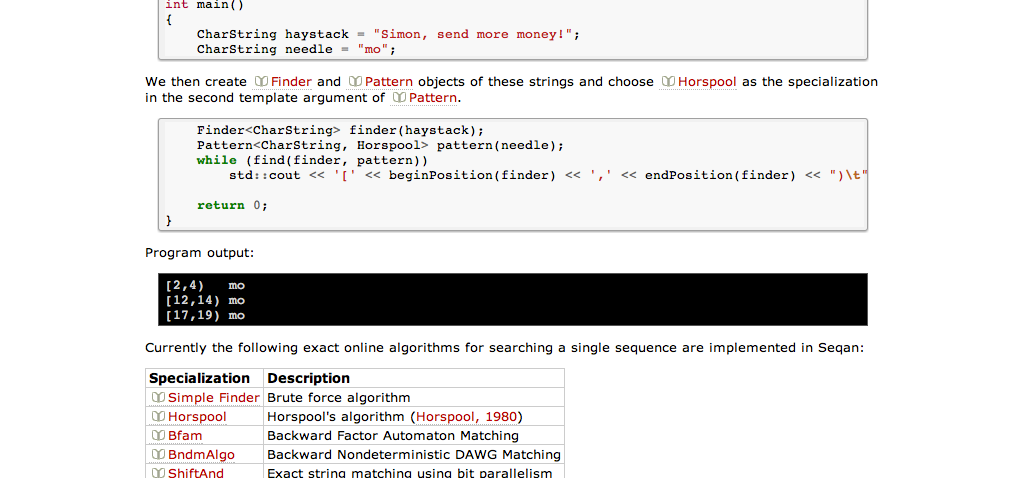 int main()
{
CharString haystack = "Simon, send more money!";
CharString needle = "mo";
We then create Finder and Pattern objects of these strings and choose Horspool as the specialization
in the second template argument of Pattern.
Finder<CharString> finder(haystack);
Pattern<CharString, Horspool> pattern(needle);
while (find(finder, pattern))
std::cout << '[' << beginPosition(finder) << ',' << endPosition(finder) << ")\t"
return 0;
}
Program output:
[2,4) mo
[12,14) mo
[17,19) mo
Currently the following exact online algorithms for searching a single sequence are implemented in Seqan:
Specialization Description
Simple Finder Brute force algorithm
Horspool Horspool's algorithm (Horspool, 1980)
Bfam Backward Factor Automaton Matching
BndmAlgo Backward Nondeterministic DAWG Matching
ShiftAnd Exact string matching using bit parallelism